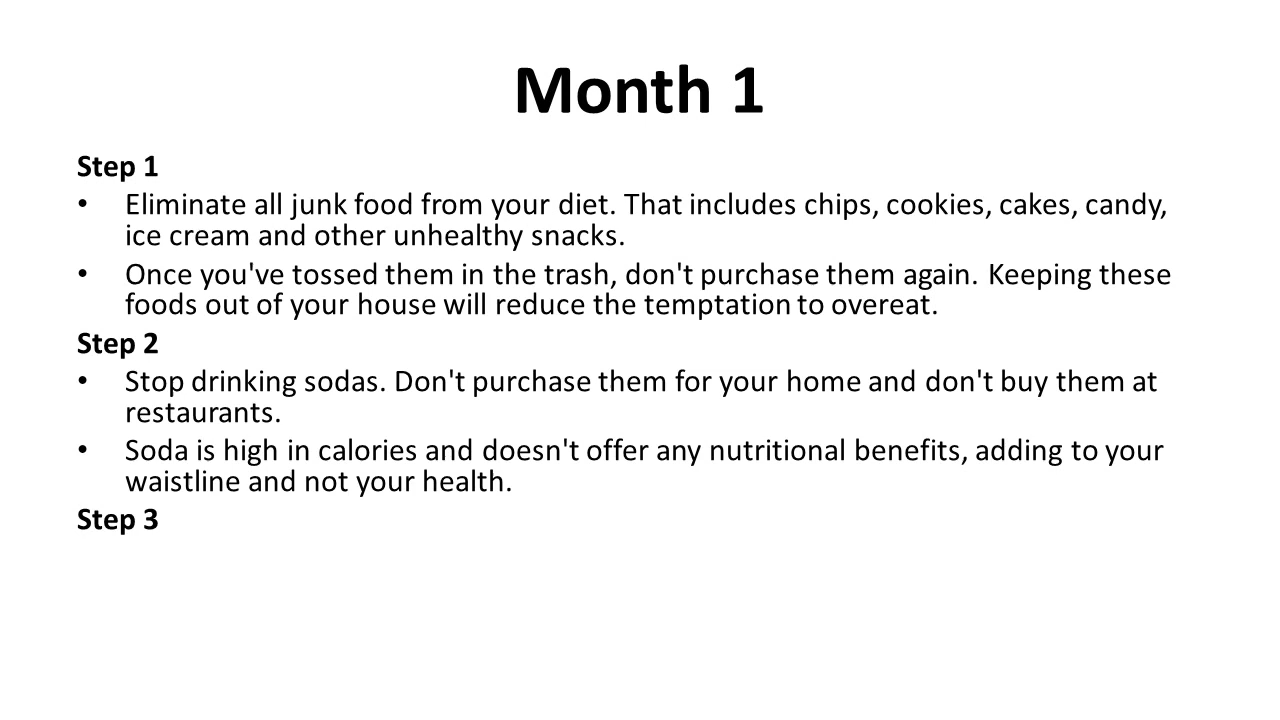 Month 1
Step 1
• Eliminate all junk food from your diet. That includes chips, cookies, cakes, candy,
ice cream and other unhealthy snacks.
• Once you've tossed them in the trash, don't purchase them again. Keeping these
foods out of your house will reduce the temptation to overeat.
Step 2
• Stop drinking sodas. Don't purchase them for your home and don't buy them at
restaurants.
• Soda is high in calories and doesn't offer any nutritional benefits, adding to your
waistline and not your health.
Step 3